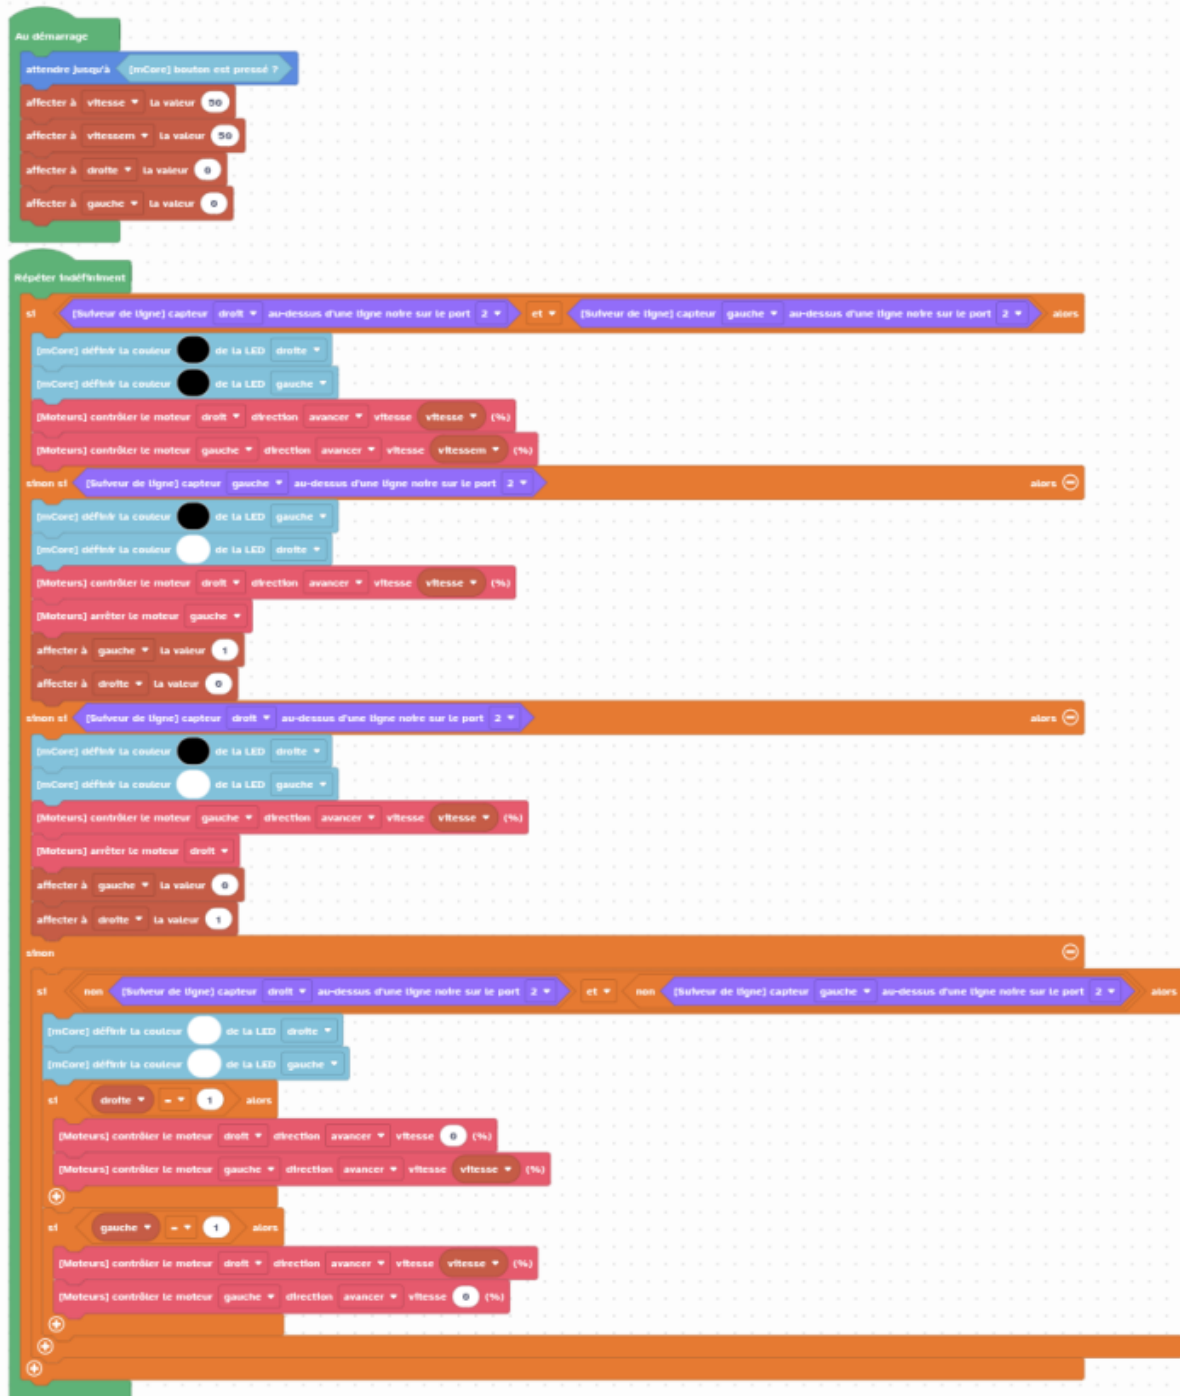 Au démarrage
attendre jusqu'à [mCore] bouton est pressé ?
affecter à vitesse la valeur 50
affecter à vitessem la valeur 50
affecter à droite la valeur 0
affecter à gauche la valeur 0
Répéter indéfiniment
si [Suiveur de ligne] capteur droit au-dessus d'une ligne noire sur le port 2 et [Suiveur de ligne] capteur gauche au-dessus d'une ligne noire sur le port 2 alors
[mCore] définir la couleur de la LED droite
[mCore] définir la couleur de la LED gauche
[Moteurs] contrôler le moteur droit direction avancer vitesse vitesse (%)
[Moteurs] contrôler le moteur gauche direction avancer vitesse vitessem (%)
sinon si [Suiveur de ligne] capteur gauche au-dessus d'une ligne noire sur le port 2 alors
[mCore] définir la couleur de la LED gauche
[mCore] définir la couleur de la LED droite
[Moteurs] contrôler le moteur droit direction avancer vitesse vitesse (%)
[Moteurs] arrêter le moteur gauche
affecter à gauche la valeur 1
affecter à droite la valeur 0
sinon si [Suiveur de ligne] capteur droit au-dessus d'une ligne noire sur le port 2 alors
[mCore] définir la couleur de la LED droite
[mCore] définir la couleur de la LED gauche
[Moteurs] contrôler le moteur gauche direction avancer vitesse vitesse (%)
[Moteurs] arrêter le moteur droit
affecter à gauche la valeur 0
affecter à droite la valeur 1
sinon
si non [Suiveur de ligne] capteur droit au-dessus d'une ligne noire sur le port 2 et non [Suiveur de ligne] capteur gauche au-dessus d'une ligne noire sur le port 2 alors
[mCore] définir la couleur de la LED droite
[mCore] définir la couleur de la LED gauche
si droite = 1 alors
[Moteurs] contrôler le moteur droit direction avancer vitesse 0 (%)
[Moteurs] contrôler le moteur gauche direction avancer vitesse vitesse (%)
si gauche = 1 alors
[Moteurs] contrôler le moteur droit direction avancer vitesse vitesse (%)
[Moteurs] contrôler le moteur gauche direction avancer vitesse 0 (%)